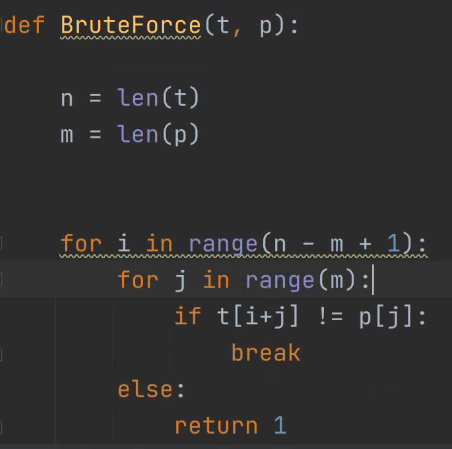 def BruteForce(t, p):
    n = len(t)
    m = len(p)
    for i in range(n - m + 1):
        for j in range(m):
            if t[i+j] != p[j]:
                break
        else:
            return 1